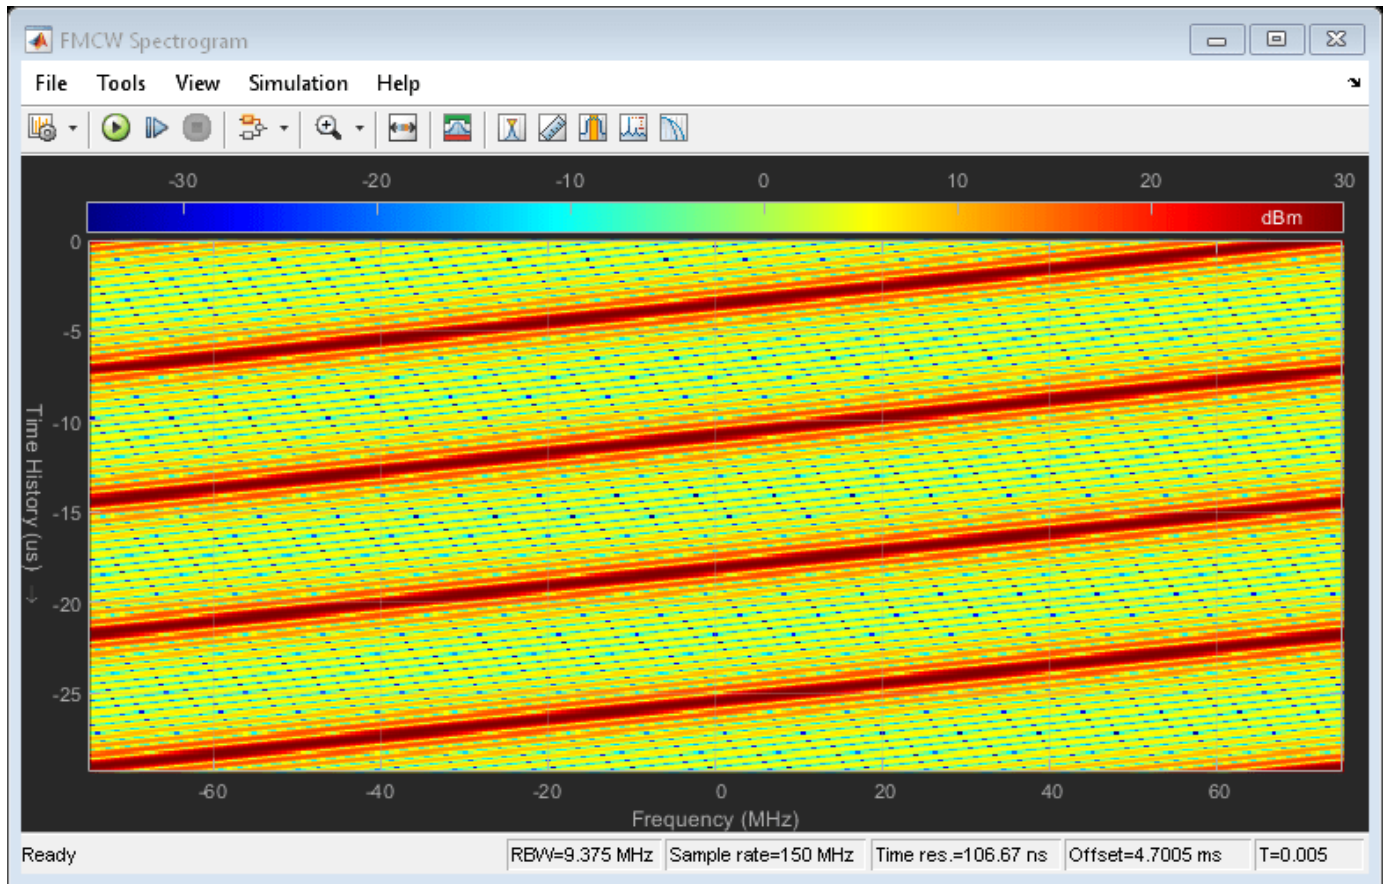 FMCW Spectrogram
File Tools View Simulation Help
-30 -20 -10 0 10 20 30
dBm
0
-5
-10
-15
-20
-25
Time History (us) →
-60 -40 -20 0 20 40 60
Frequency (MHz)
Ready RBW=9.375 MHz Sample rate=150 MHz Time res.=106.67 ns Offset=4.7005 ms T=0.005